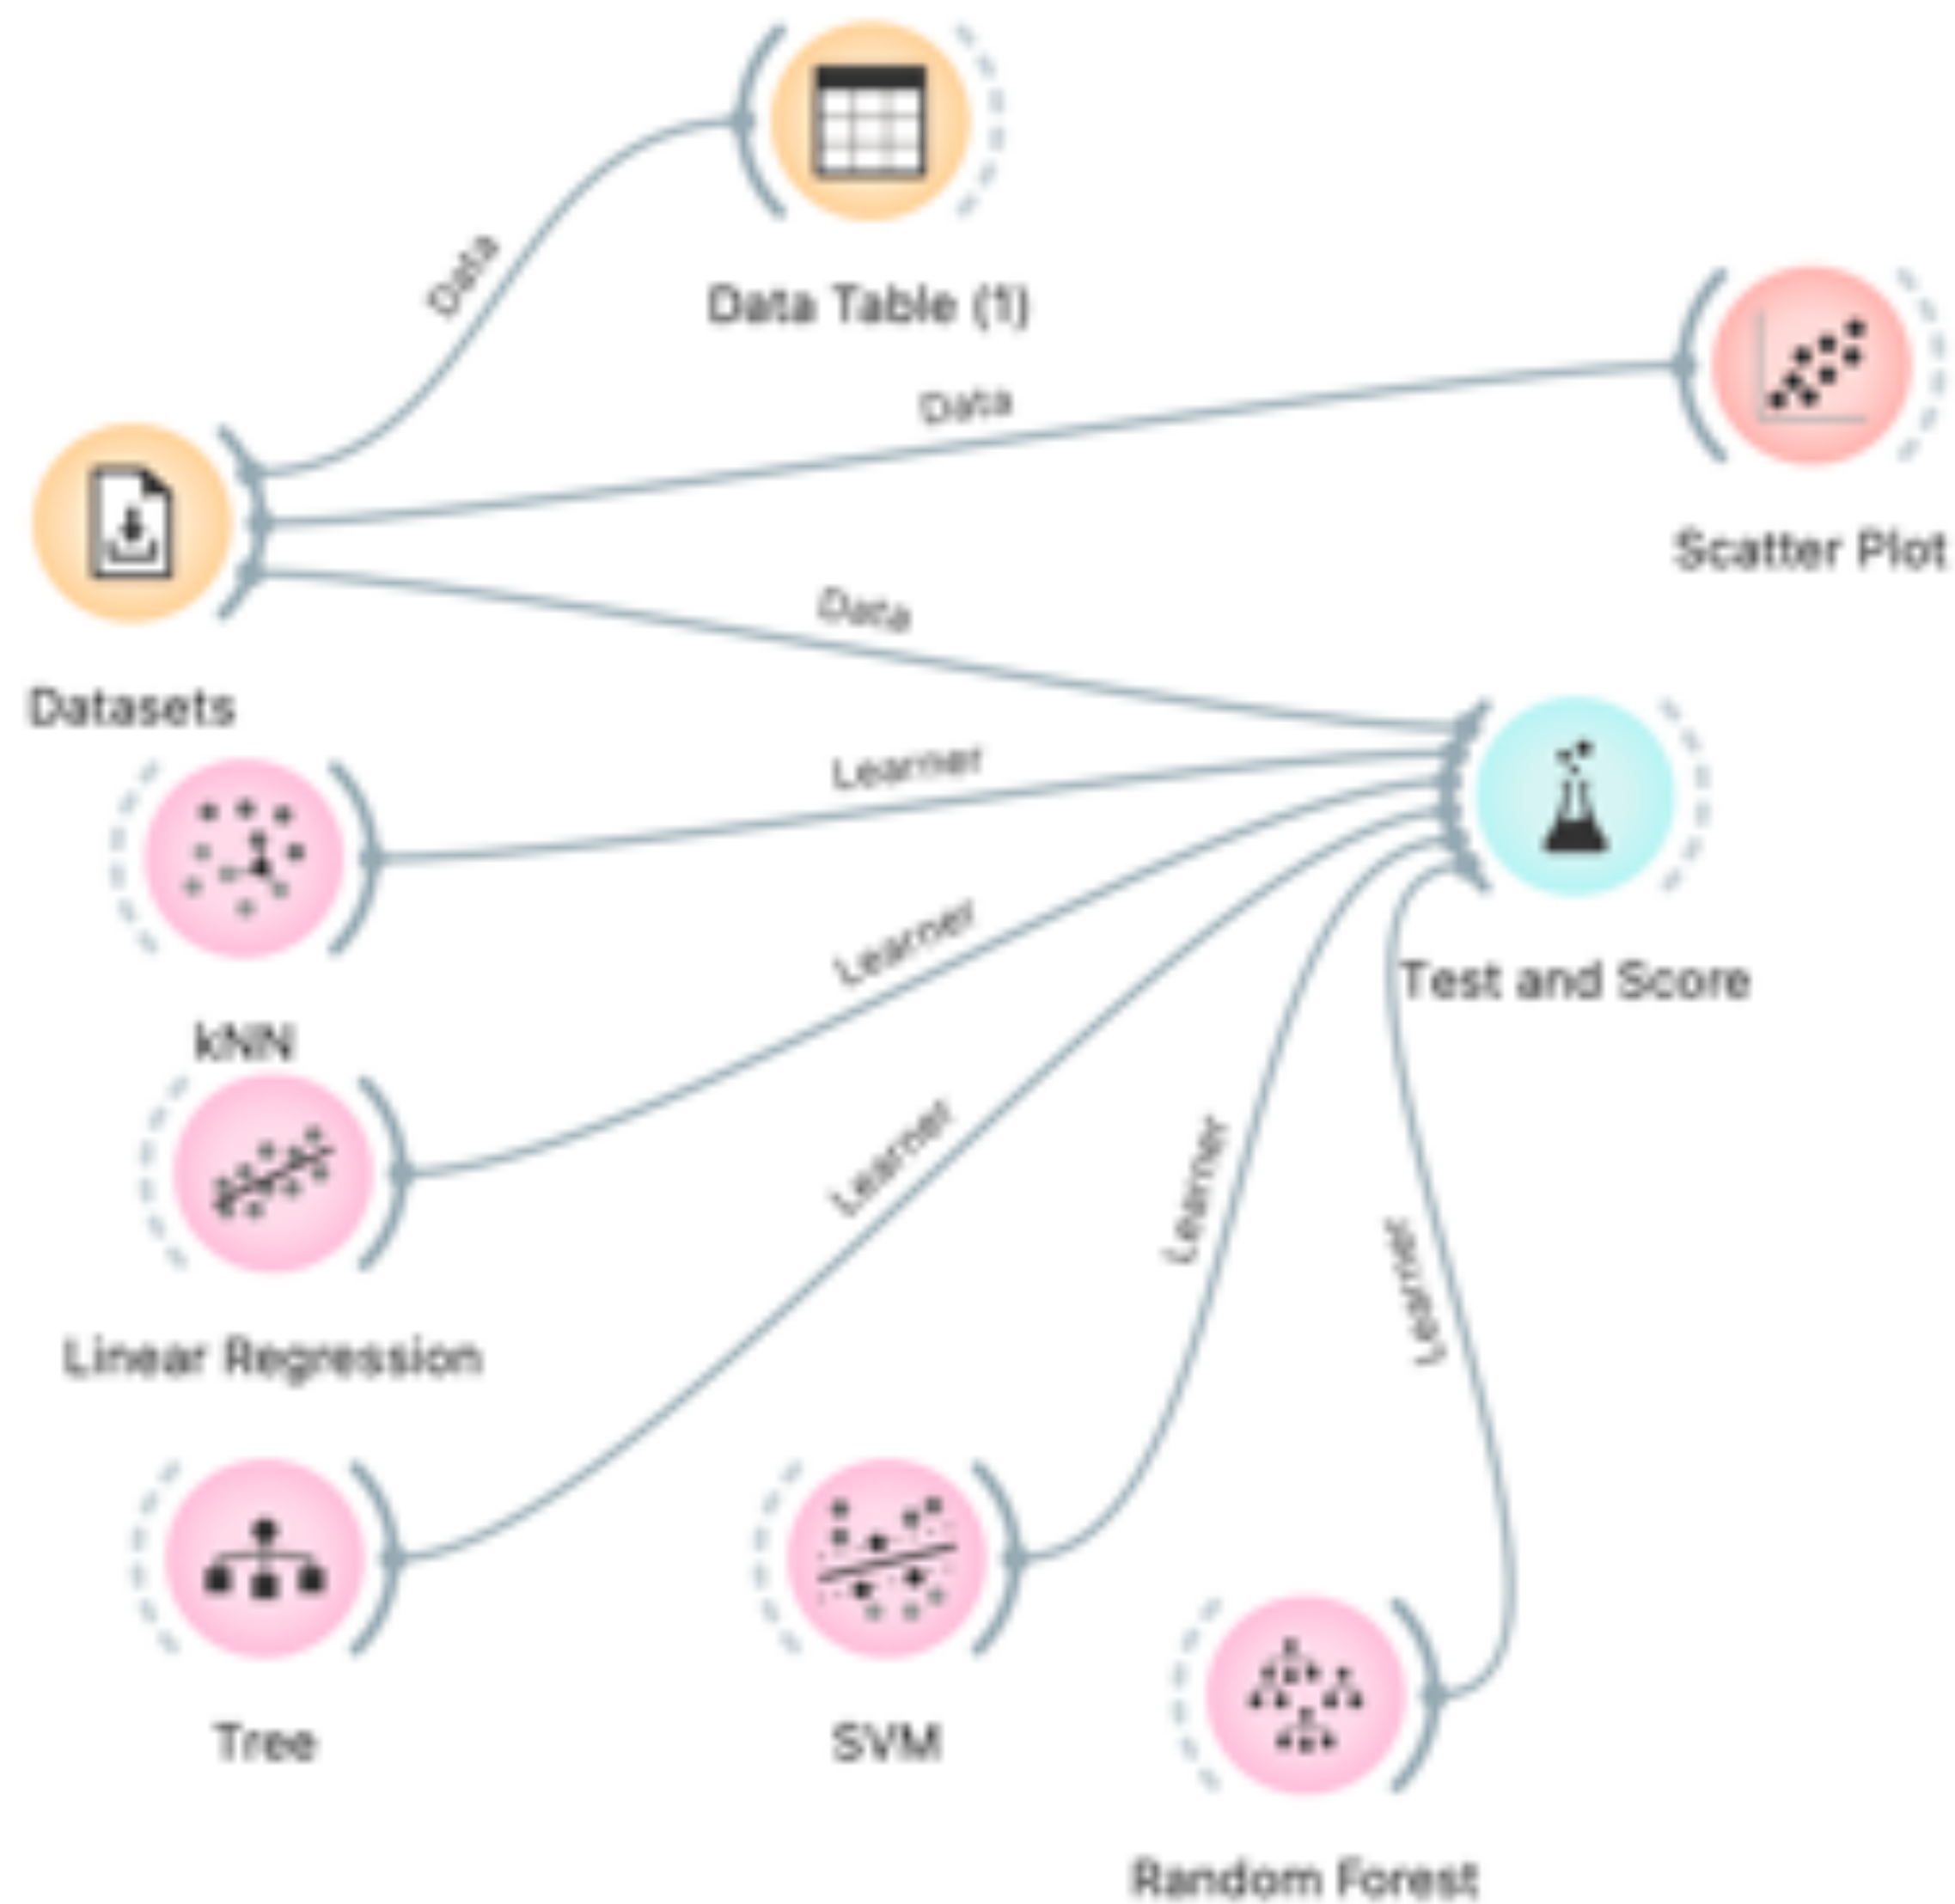 Data
Data Table (1)
Data
Scatter Plot
Data
Datasets
Learner
Learner
Test and Score
kNN
Learner
Learner
Learner
Linear Regression
Tree
SVM
Random Forest